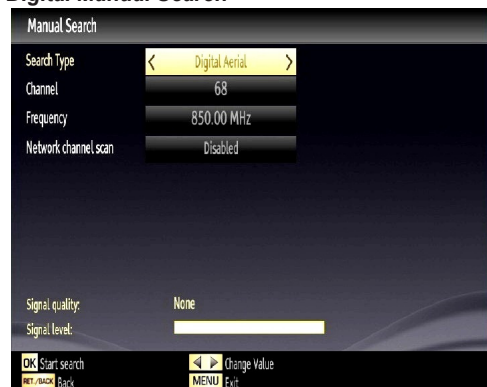 Digital Manual Search
Manual Search
Search Type < Digital Aerial >
Channel 68
Frequency 850.00 MHz
Network channel scan Disabled
Signal quality: None
Signal level:
OK Start search ◀ ▶ Change Value
RET./BACK Back MENU Exit